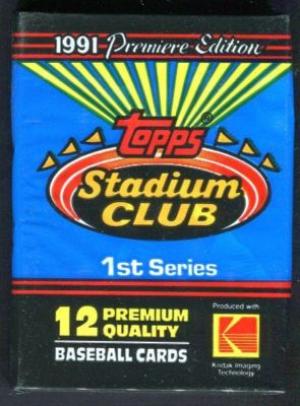 1991 Premiere Edition
Topps®
Stadium
CLUB
1st Series
12 PREMIUM
QUALITY
BASEBALL CARDS
Produced with
Kodak Imaging
Technology